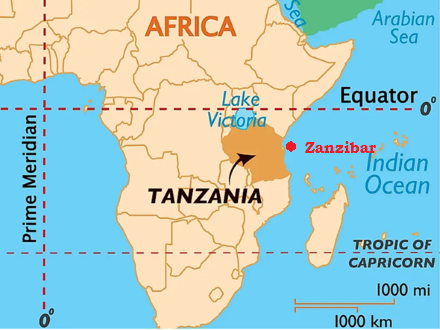 Sea
Arabian
Sea
AFRICA
Equator
0°
Lake
Victoria
Zanzibar
Indian
Ocean
Prime Meridian
TANZANIA
TROPIC OF
CAPRICORN
1000 mi
1000 km
0°